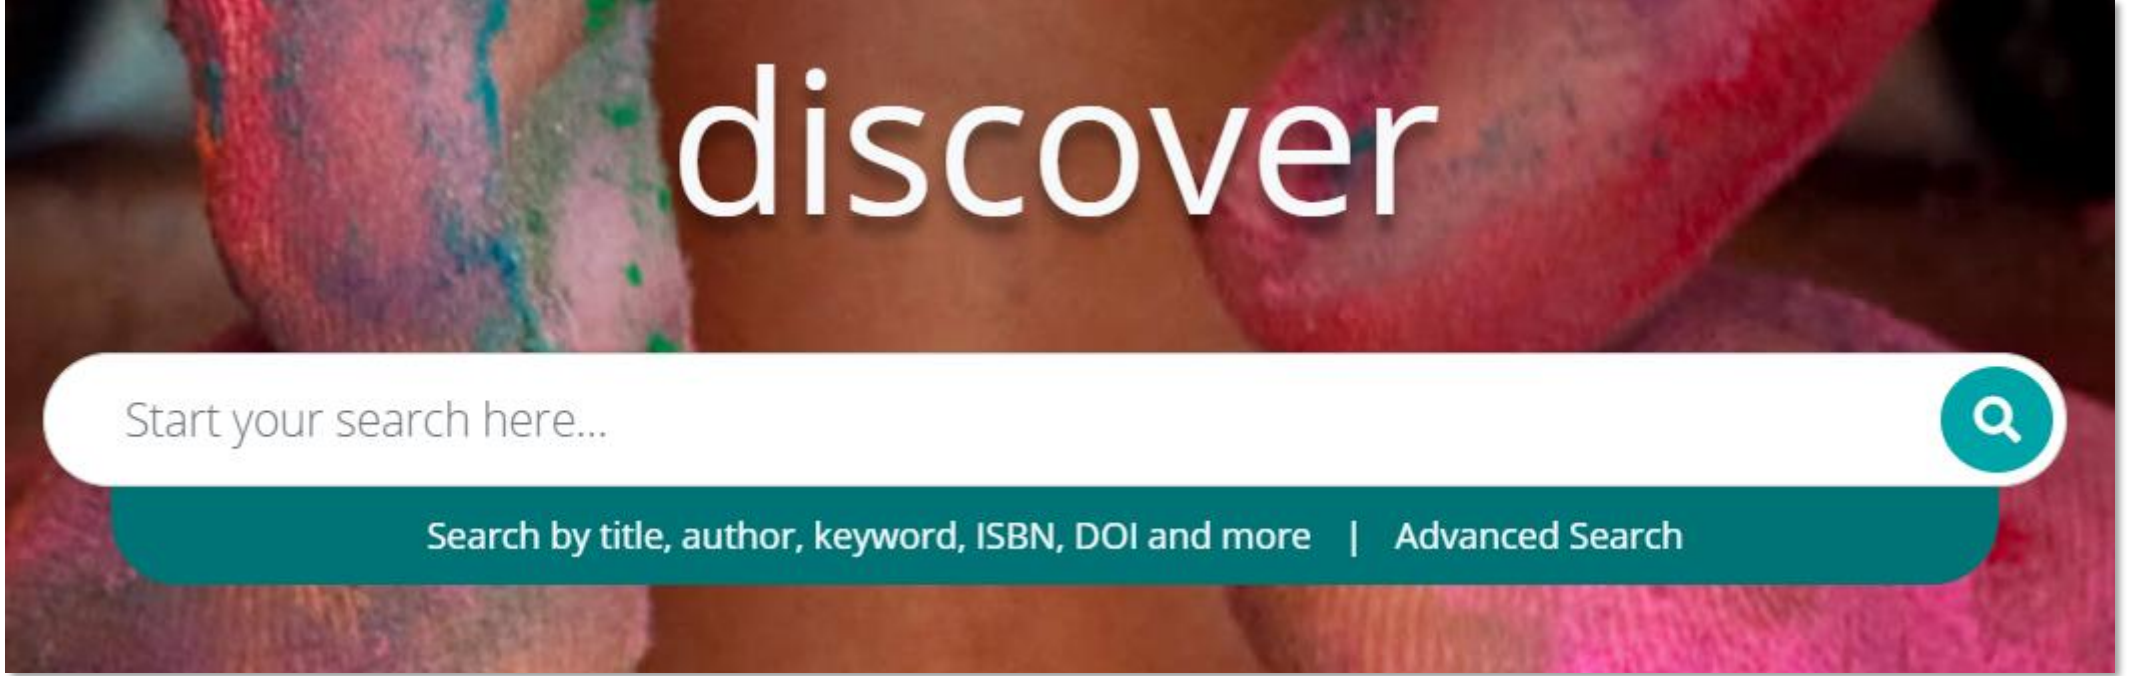 discover
Start your search here...
Search by title, author, keyword, ISBN, DOI and more | Advanced Search